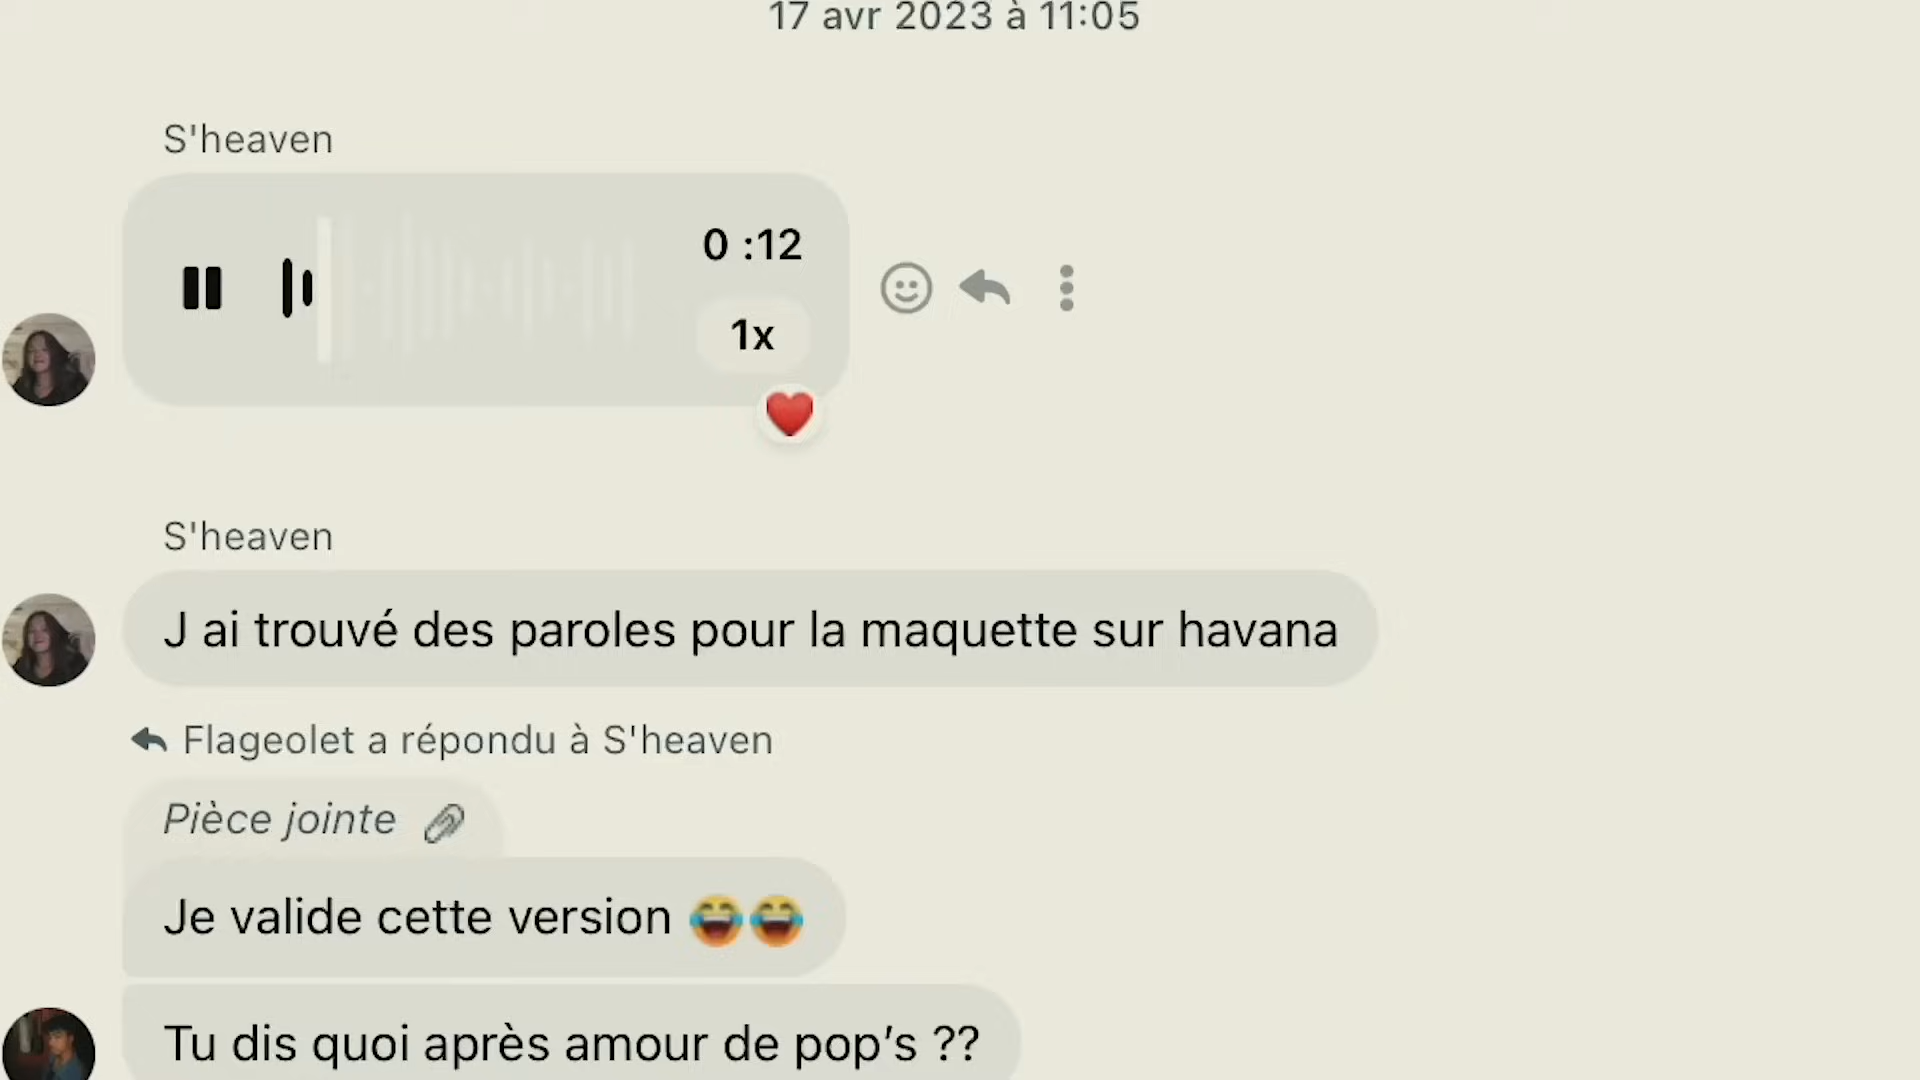 17 avr 2023 à 11:05
S'heaven
0 :12
1x
S'heaven
J ai trouvé des paroles pour la maquette sur havana
Flageolet a répondu à S'heaven
Pièce jointe
Je valide cette version 😂😂
Tu dis quoi après amour de pop’s ??